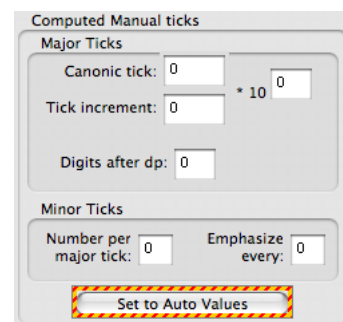 Computed Manual ticks
Major Ticks
Canonic tick: 0
* 10 0
Tick increment: 0
Digits after dp: 0
Minor Ticks
Number per major tick: 0
Emphasize every: 0
Set to Auto Values